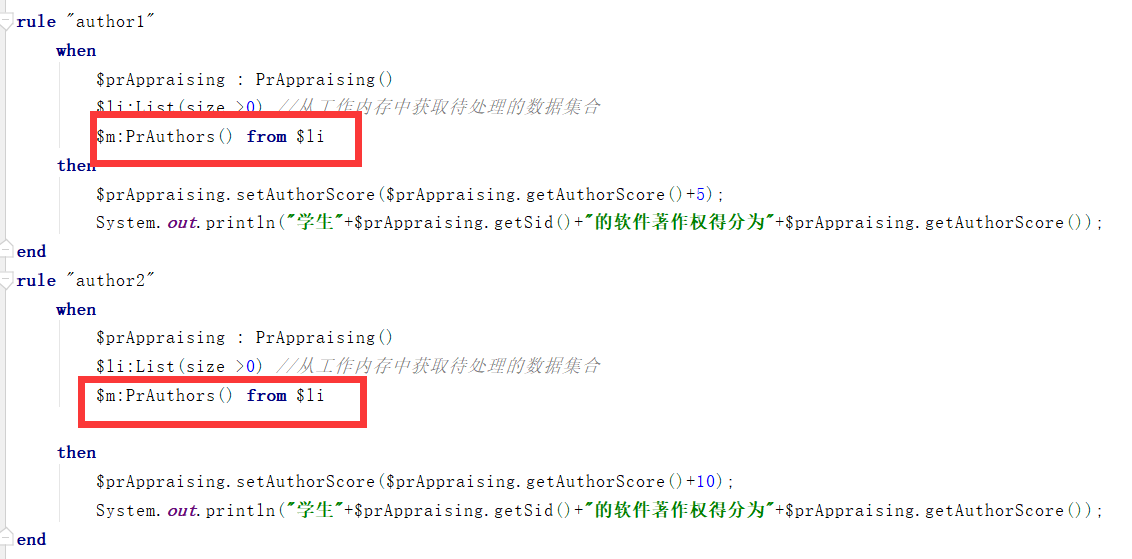 rule "author1"
when
$prAppraising : PrAppraising()
$li:List(size >0) //从工作内存中获取待处理的数据集合
$m:PrAuthors() from $li
then
$prAppraising.setAuthorScore($prAppraising.getAuthorScore()+5);
System.out.println("学生"+$prAppraising.getSid()+"的软件著作权得分为"+$prAppraising.getAuthorScore());
end
rule "author2"
when
$prAppraising : PrAppraising()
$li:List(size >0) //从工作内存中获取待处理的数据集合
$m:PrAuthors() from $li
then
$prAppraising.setAuthorScore($prAppraising.getAuthorScore()+10);
System.out.println("学生"+$prAppraising.getSid()+"的软件著作权得分为"+$prAppraising.getAuthorScore());
end